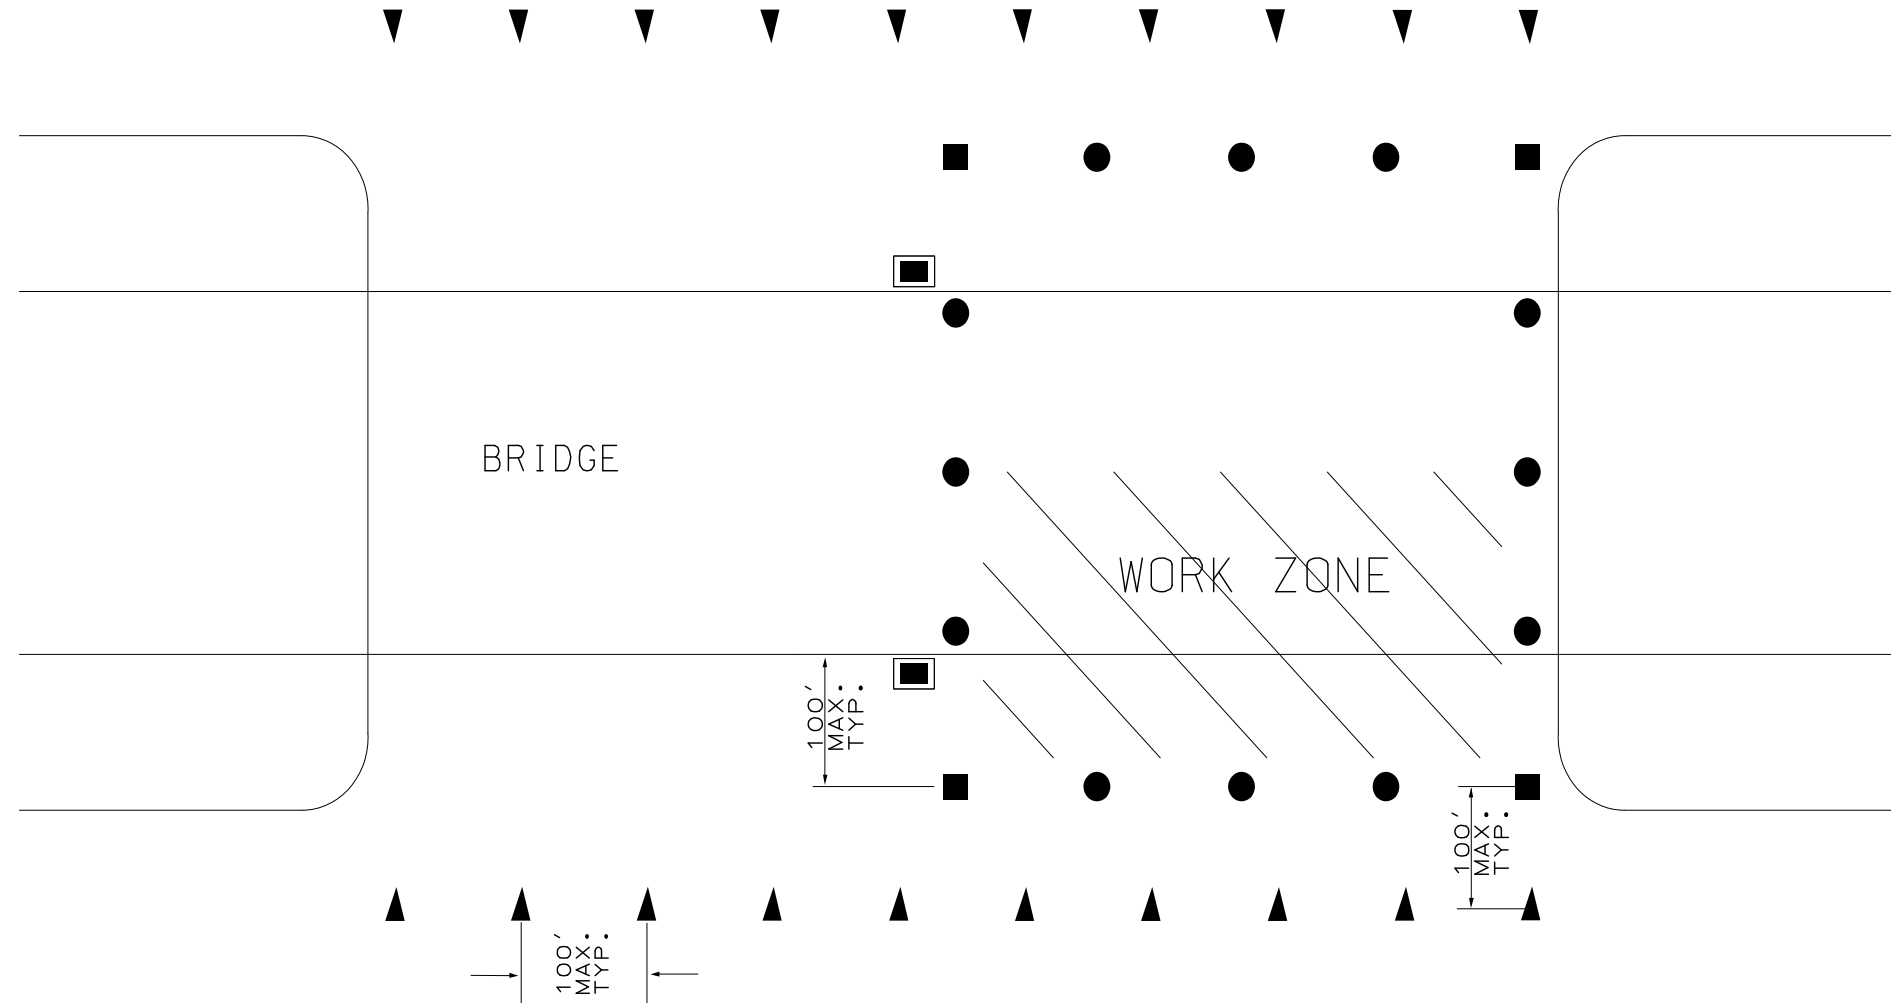 BRIDGE
WORK ZONE
100'
MAX.
TYP.
100'
MAX.
TYP.
100'
MAX.
TYP.